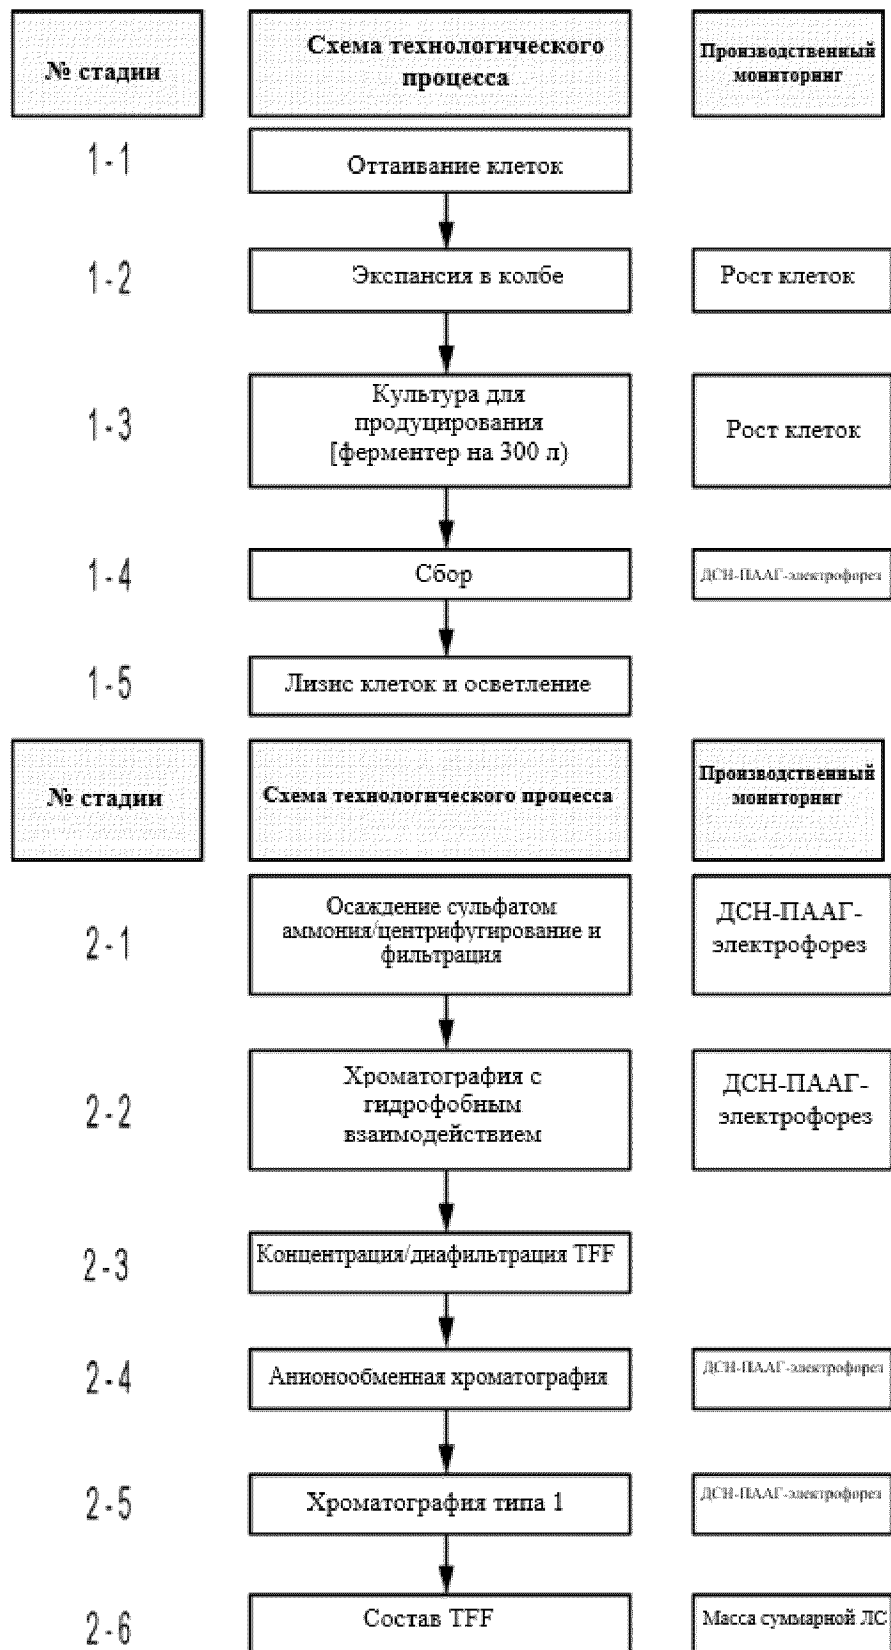 № стадии
Схема технологического
процесса
Производственный
мониторинг
1-1
Оттаивание клеток
1-2
Экспансия в колбе
Рост клеток
1-3
Культура для
продуцирования
[ферментер на 300 л)
Рост клеток
1-4
Сбор
ДСН-ПААГ-электрофорез
1-5
Лизис клеток и осветление
№ стадии
Схема технологического процесса
Производственный
мониторинг
2-1
Осаждение сульфатом
аммония/центрифугирование и
фильтрация
ДСН-ПААГ-
электрофорез
2-2
Хроматография с
гидрофобным
взаимодействием
ДСН-ПААГ-
электрофорез
2-3
Концентрация/диафильтрация TFF
2-4
Анионообменная хроматография
ДСН-ПААГ-электрофорез
2-5
Хроматография типа 1
ДСН-ПААГ-электрофорез
2-6
Состав TFF
Масса суммарной ЛС